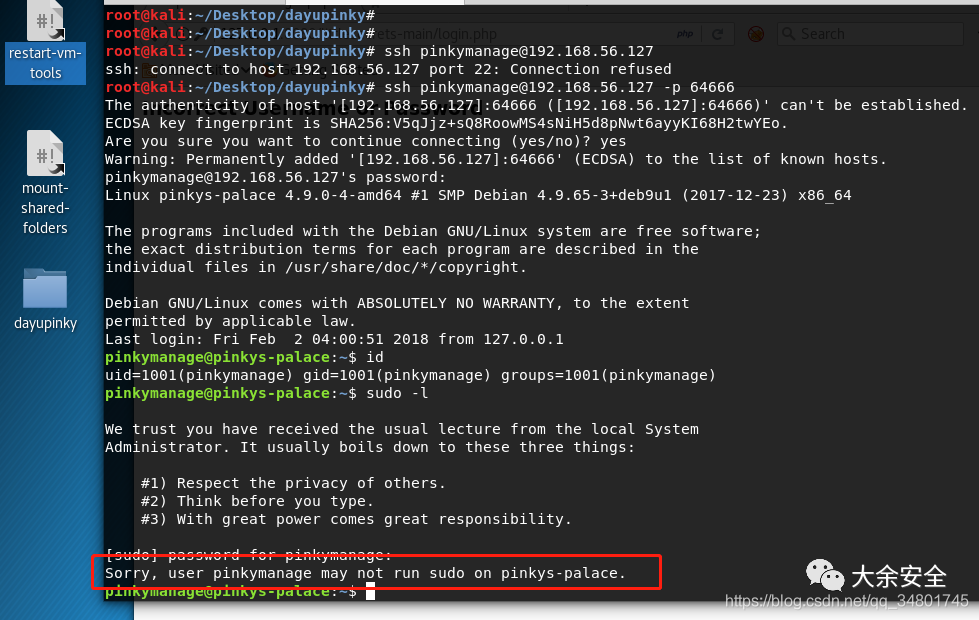 restart-vm-
tools
mount-
shared-
folders
dayupinky
ets-main/login.php
php
Search
root@kali:~/Desktop/dayupinky#
root@kali:~/Desktop/dayupinky#
root@kali:~/Desktop/dayupinky# ssh pinkymanage@192.168.56.127
ssh: connect to host 192.168.56.127 port 22: Connection refused
root@kali:~/Desktop/dayupinky# ssh pinkymanage@192.168.56.127 -p 64666
The authenticity of host '[192.168.56.127]:64666 ([192.168.56.127]:64666)' can't be established.
Incorrect Username or Password
ECDSA key fingerprint is SHA256:V5qJjz+sQ8RoowMS4sNiH5d8pNwt6ayyKI68H2twYEo.
Are you sure you want to continue connecting (yes/no)? yes
Warning: Permanently added '[192.168.56.127]:64666' (ECDSA) to the list of known hosts.
pinkymanage@192.168.56.127's password:
Linux pinkys-palace 4.9.0-4-amd64 #1 SMP Debian 4.9.65-3+deb9u1 (2017-12-23) x86_64
The programs included with the Debian GNU/Linux system are free software;
the exact distribution terms for each program are described in the
individual files in /usr/share/doc/*/copyright.
Debian GNU/Linux comes with ABSOLUTELY NO WARRANTY, to the extent
permitted by applicable law.
Last login: Fri Feb  2 04:00:51 2018 from 127.0.0.1
pinkymanage@pinkys-palace:~$ id
uid=1001(pinkymanage) gid=1001(pinkymanage) groups=1001(pinkymanage)
pinkymanage@pinkys-palace:~$ sudo -l
We trust you have received the usual lecture from the local System
Administrator. It usually boils down to these three things:
#1) Respect the privacy of others.
#2) Think before you type.
#3) With great power comes great responsibility.
[sudo] password for pinkymanage:
Sorry, user pinkymanage may not run sudo on pinkys-palace.
pinkymanage@pinkys-palace:~$
大余安全
https://blog.csdn.net/qq_34801745